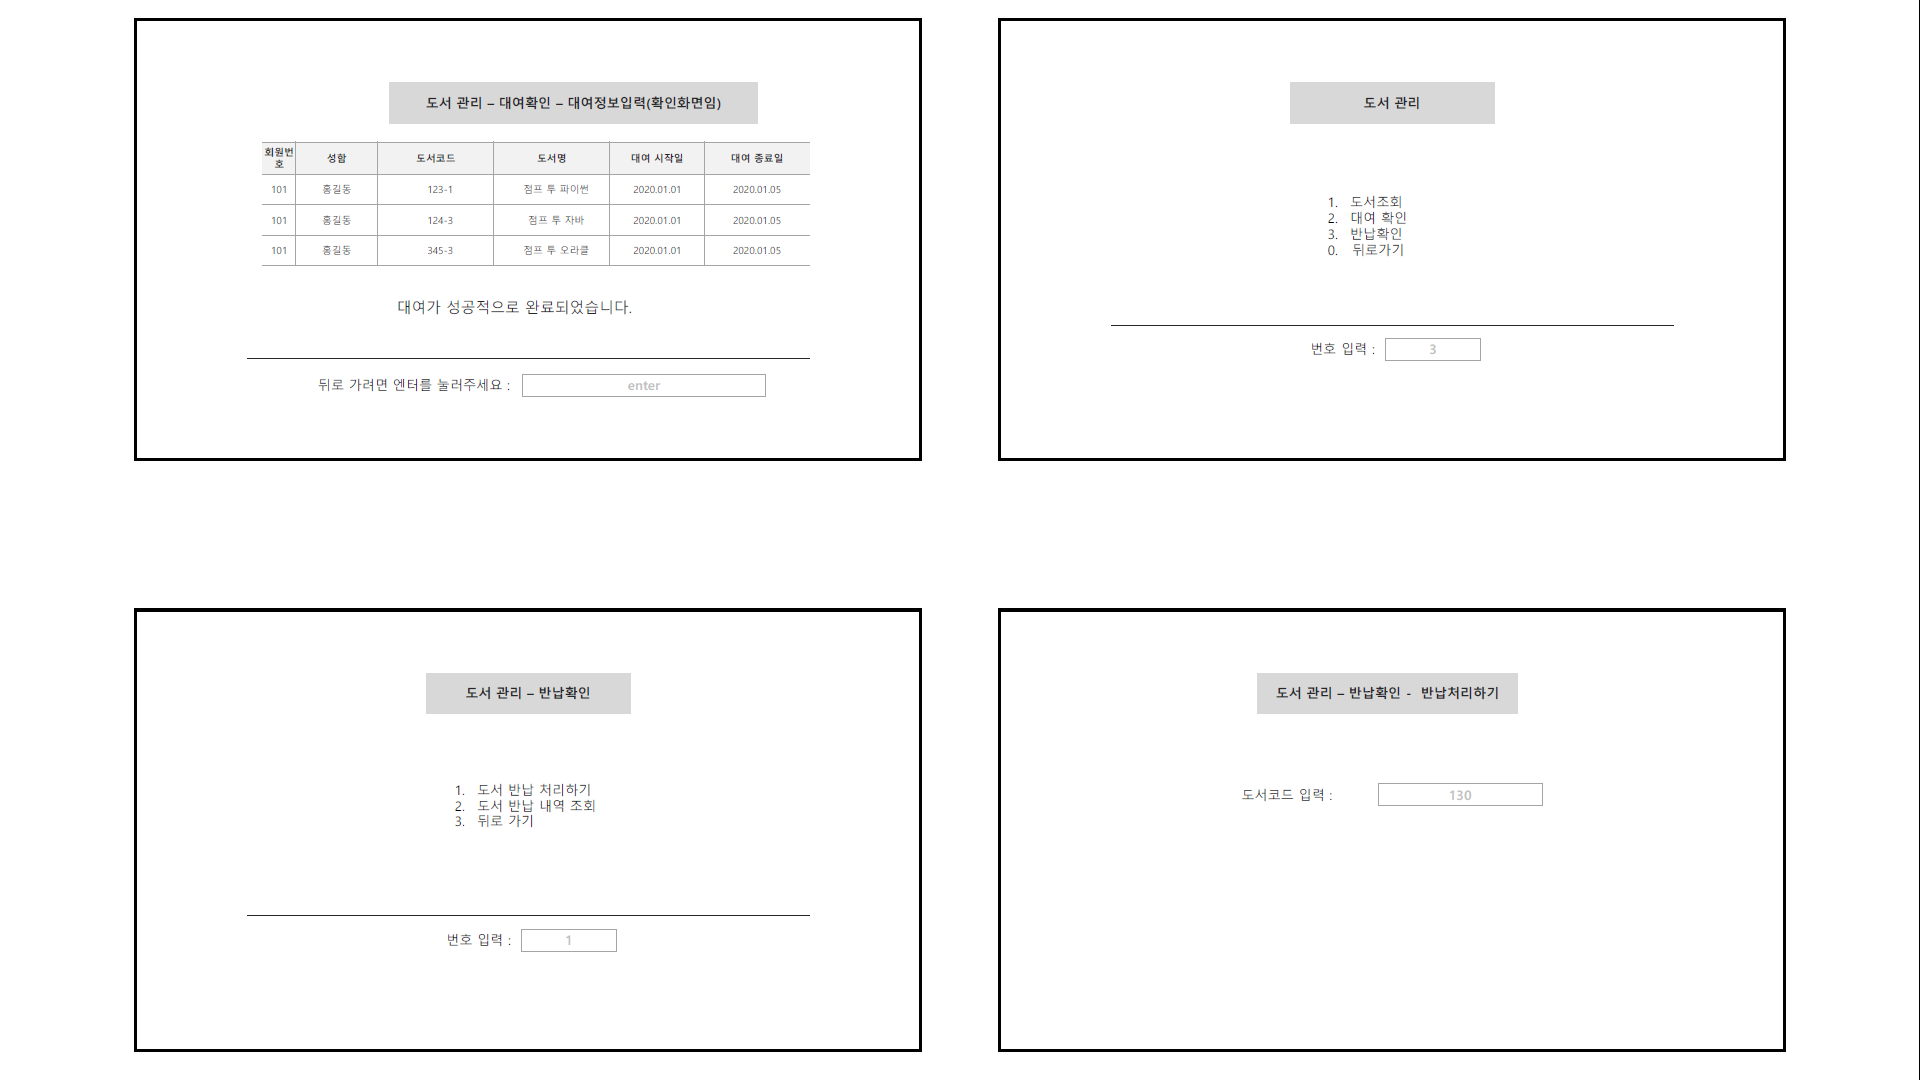 도서 관리 – 대여확인 – 대여정보입력(확인화면임)
회원번호 성함 도서코드 도서명 대여 시작일 대여 종료일
101 홍길동 123-1 점프 투 파이썬 2020.01.01 2020.01.05
101 홍길동 124-3 점프 투 자바 2020.01.01 2020.01.05
101 홍길동 345-3 점프 투 오라클 2020.01.01 2020.01.05
대여가 성공적으로 완료되었습니다.
뒤로 가려면 엔터를 눌러주세요 : enter
도서 관리
1. 도서조회
2. 대여 확인
3. 반납확인
0. 뒤로가기
번호 입력 : 3
도서 관리 – 반납확인
1. 도서 반납 처리하기
2. 도서 반납 내역 조회
3. 뒤로 가기
번호 입력 : 1
도서 관리 – 반납확인 - 반납처리하기
도서코드 입력 : 130